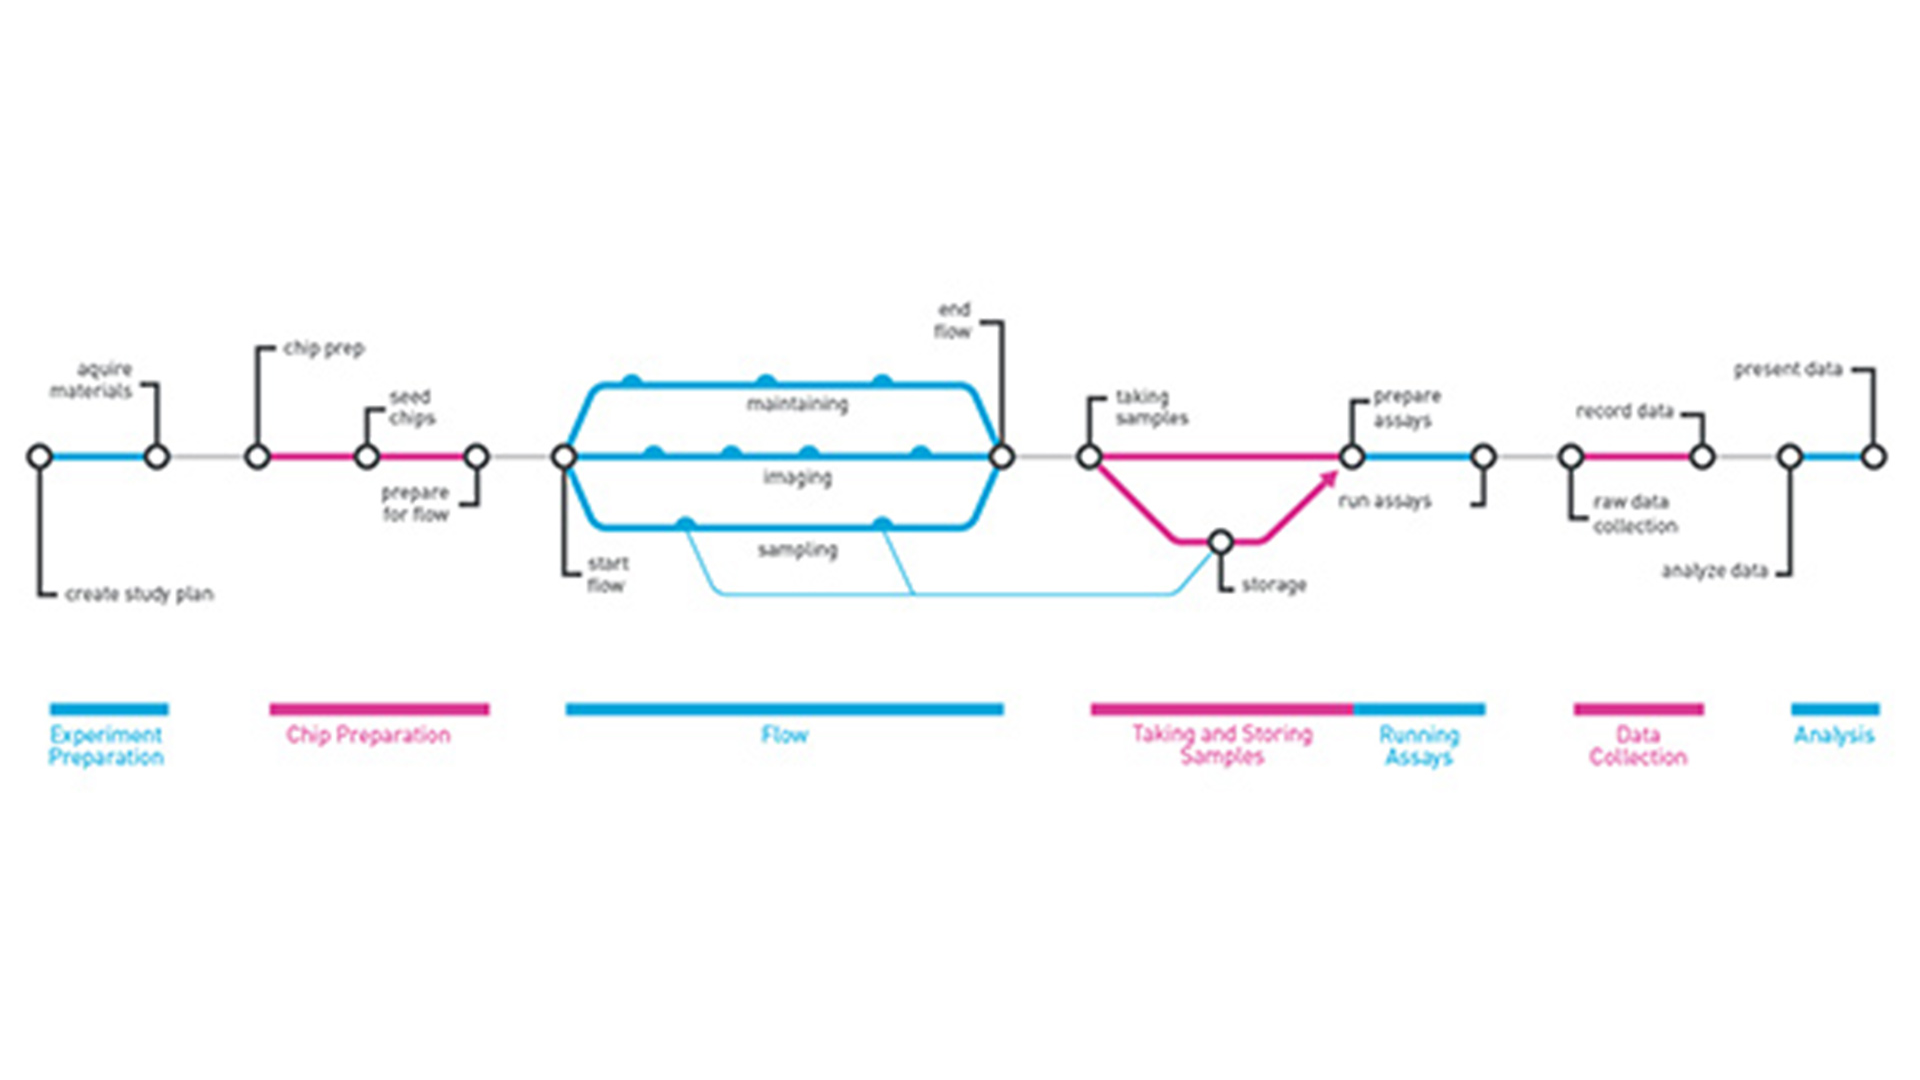 end
flow
chip prep
aquire
materials
present data
seed
chips
maintaining
taking
samples
prepare
assays
record data
imaging
prepare
for flow
run assays
raw data
collection
sampling
start
flow
analyze data
storage
create study plan
Experiment
Preparation
Chip Preparation
Flow
Taking and Storing
Samples
Running
Assays
Data
Collection
Analysis